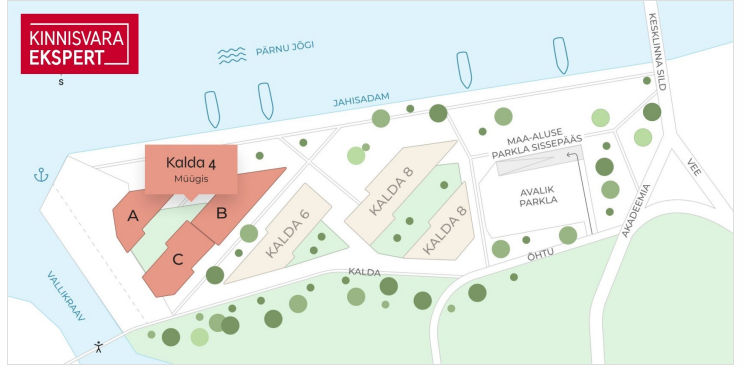 KINNISVARA
EKSPERT
S
PÄRNU JÕGI
KESKLINNA SILD
JAHISADAM
MAA-ALUSE
PARKLA SISSEPÄÄS
Kalda 4
Müügis
A
B
C
KALDA 6
KALDA 8
KALDA 8
AVALIK
PARKLA
VEE
AKADEEMIA
ÕHTU
KALDA
VALLIKRAAV